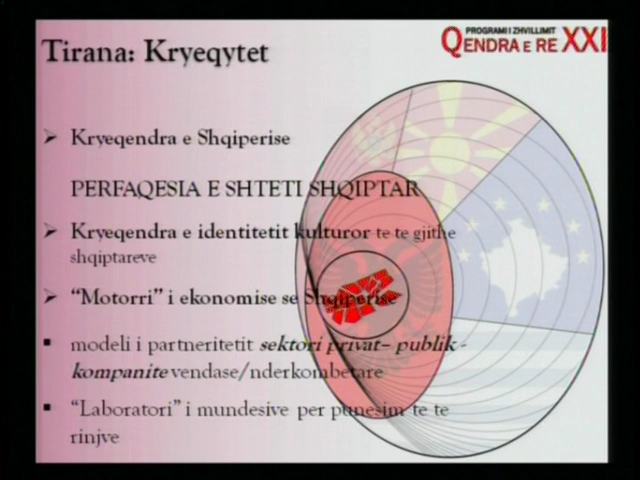 PROGRAMI I ZHVILLIMIT
QENDRA E RE XXI
Tirana: Kryeqytet
Kryeqendra e Shqiperise
PERFAQESIA E SHTETI SHQIPTAR
Kryeqendra e identitetit kulturor te te gjithe
shqiptareve
“Motorri” i ekonomise se Shqiperise
modeli i partneritetit sektori privat– publik -
kompanite vendase/nderkombetare
“Laboratori” i mundesive per punesim te te
rinjve